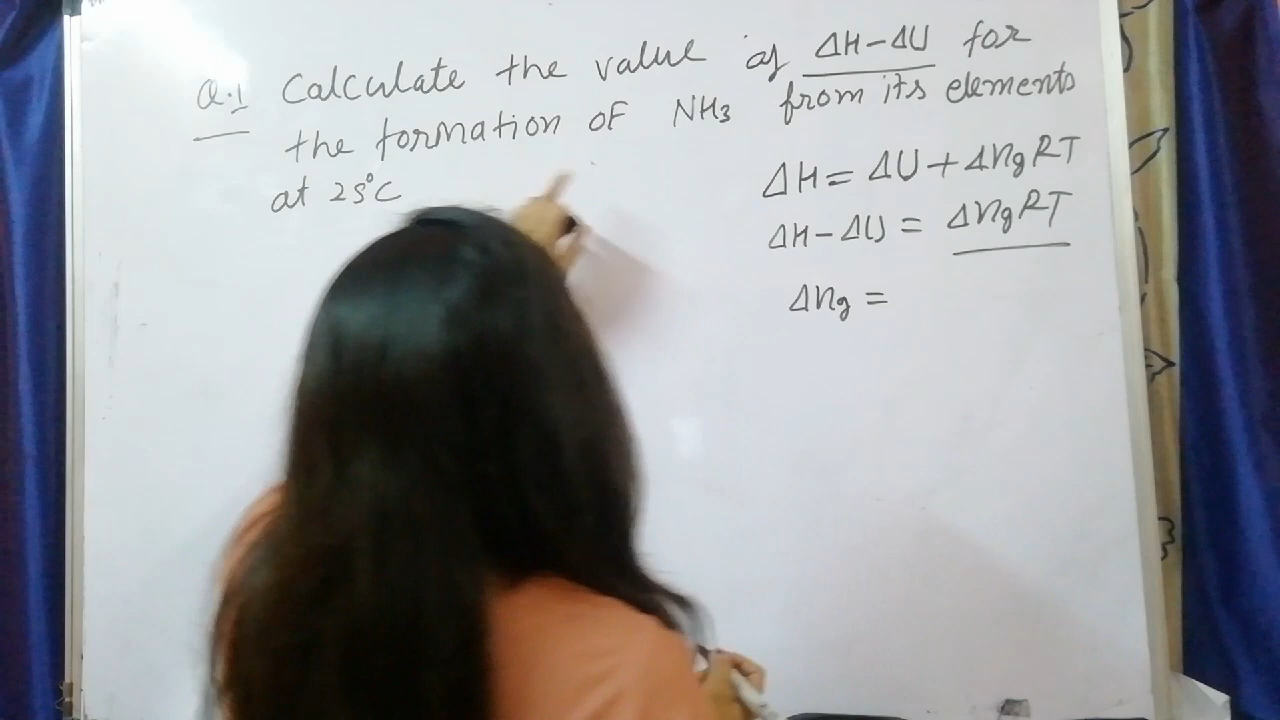 Q.1 Calculate the value of ΔH-ΔU for
the formation OF NH3 from its elements
at 25°C
ΔH = ΔU + ΔngRT
ΔH - ΔU = ΔngRT
Δng =